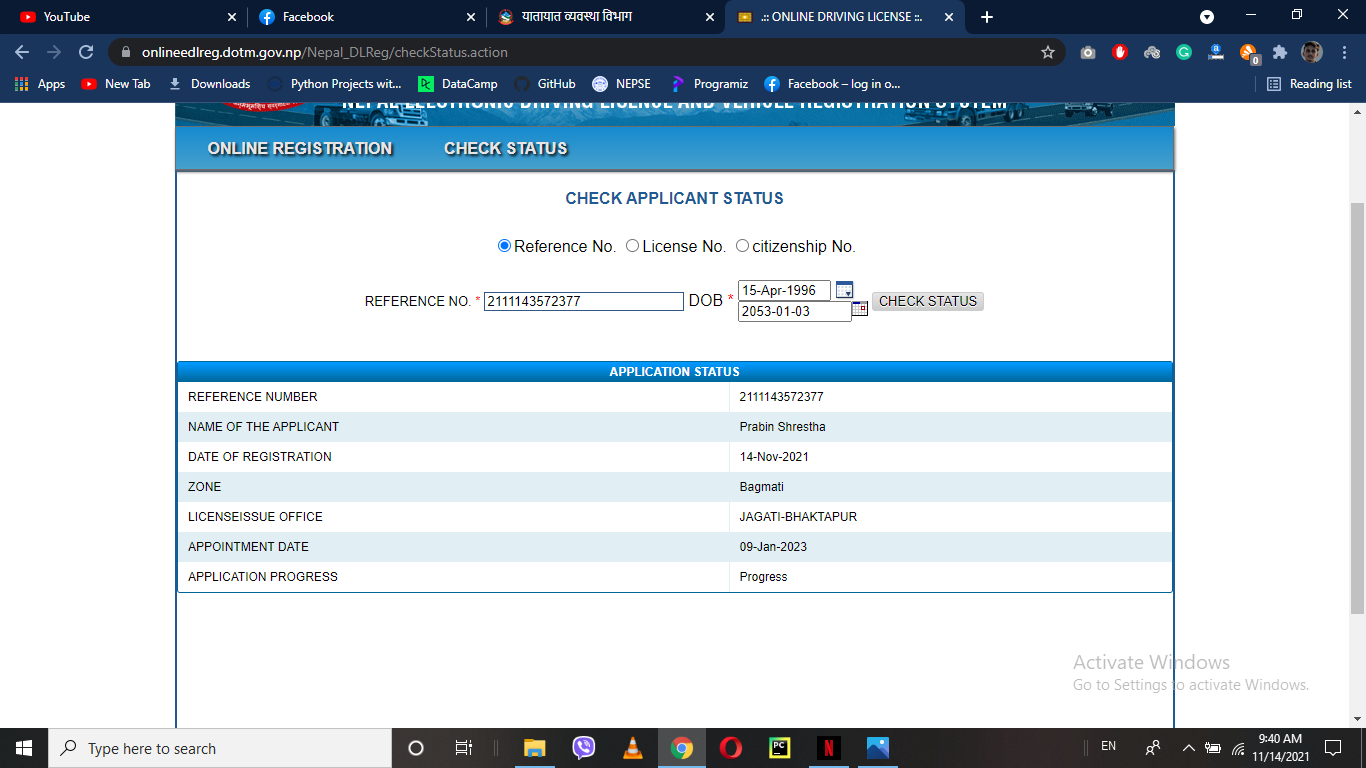 YouTube
Facebook
यातायात व्यवस्था विभाग
.:: ONLINE DRIVING LICENSE ::.
onlineedlreg.dotm.gov.np/Nepal_DLReg/checkStatus.action
0
Apps
New Tab
Downloads
Python Projects wit...
DC
DataCamp
GitHub
NEPSE
Programiz
Facebook – log in o...
Reading list
NEPAL ELECTRONIC DRIVING LICENCE AND VEHICLE REGISTRATION SYSTEM
ONLINE REGISTRATION
CHECK STATUS
CHECK APPLICANT STATUS
Reference No. License No. citizenship No.
REFERENCE NO. * 2111143572377 DOB * 15-Apr-1996
2053-01-03
CHECK STATUS
APPLICATION STATUS
REFERENCE NUMBER 2111143572377
NAME OF THE APPLICANT Prabin Shrestha
DATE OF REGISTRATION 14-Nov-2021
ZONE Bagmati
LICENSEISSUE OFFICE JAGATI-BHAKTAPUR
APPOINTMENT DATE 09-Jan-2023
APPLICATION PROGRESS Progress
Activate Windows
Go to Settings to activate Windows.
Type here to search
PC
N
EN
9:40 AM
11/14/2021